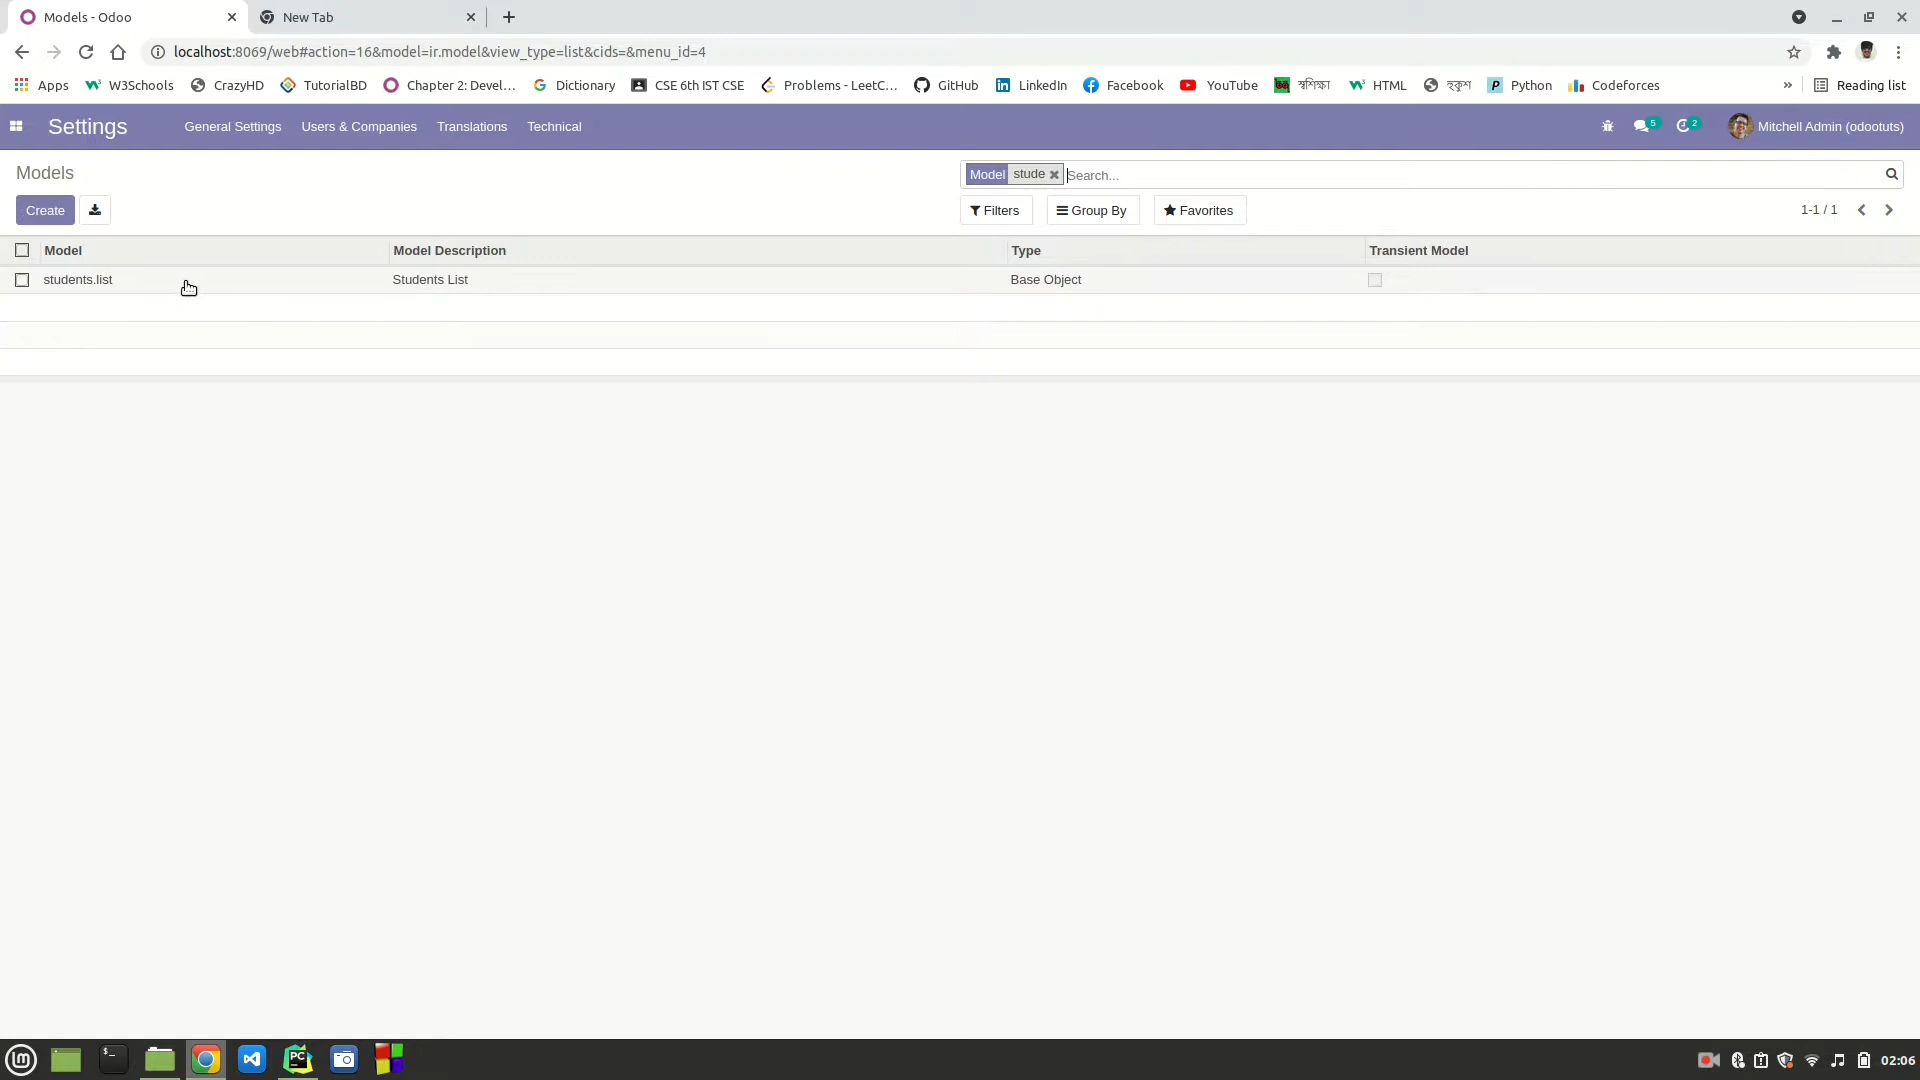 Models - Odoo
New Tab
localhost:8069/web#action=16&model=ir.model&view_type=list&cids=&menu_id=4
Apps W3Schools CrazyHD TutorialBD Chapter 2: Devel... Dictionary CSE 6th IST CSE Problems - LeetC... GitHub LinkedIn Facebook YouTube স্বশিক্ষা HTML হুকুশ Python Codeforces » Reading list
Settings General Settings Users & Companies Translations Technical 5 2 Mitchell Admin (odootuts)
Models
Model stude Search...
Create
Filters Group By Favorites 1-1 / 1
Model Model Description Type Transient Model
students.list Students List Base Object
02:06